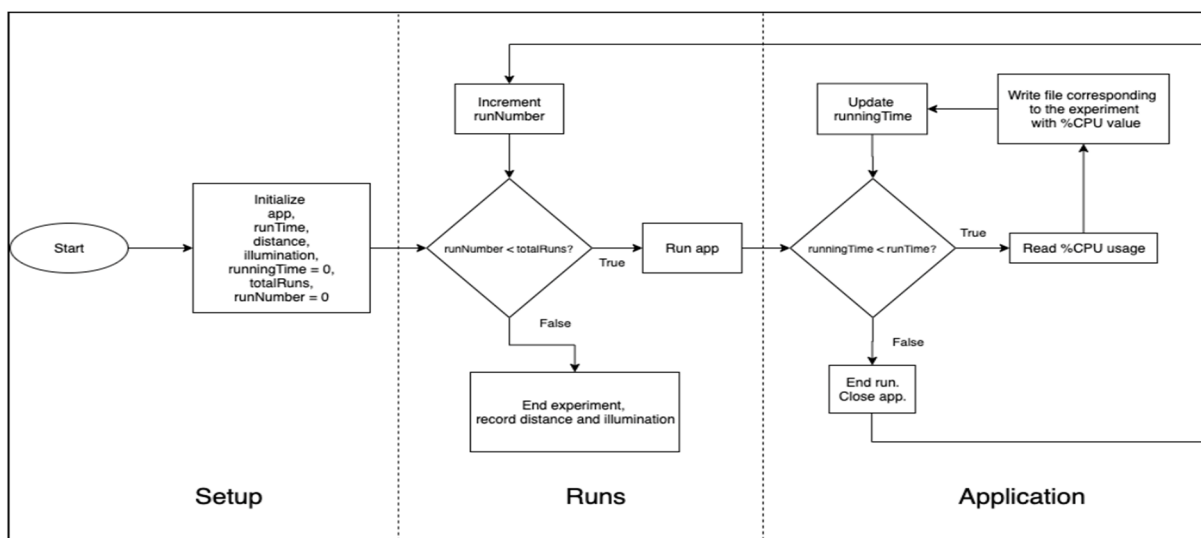 Start
Initialize
app,
runTime,
distance,
illumination,
runningTime = 0,
totalRuns,
runNumber = 0
Increment
runNumber
runNumber < totalRuns?
True
False
End experiment,
record distance and illumination
Run app
Update
runningTime
runningTime < runTime?
True
False
Read %CPU usage
Write file corresponding
to the experiment
with %CPU value
End run.
Close app.
Setup
Runs
Application